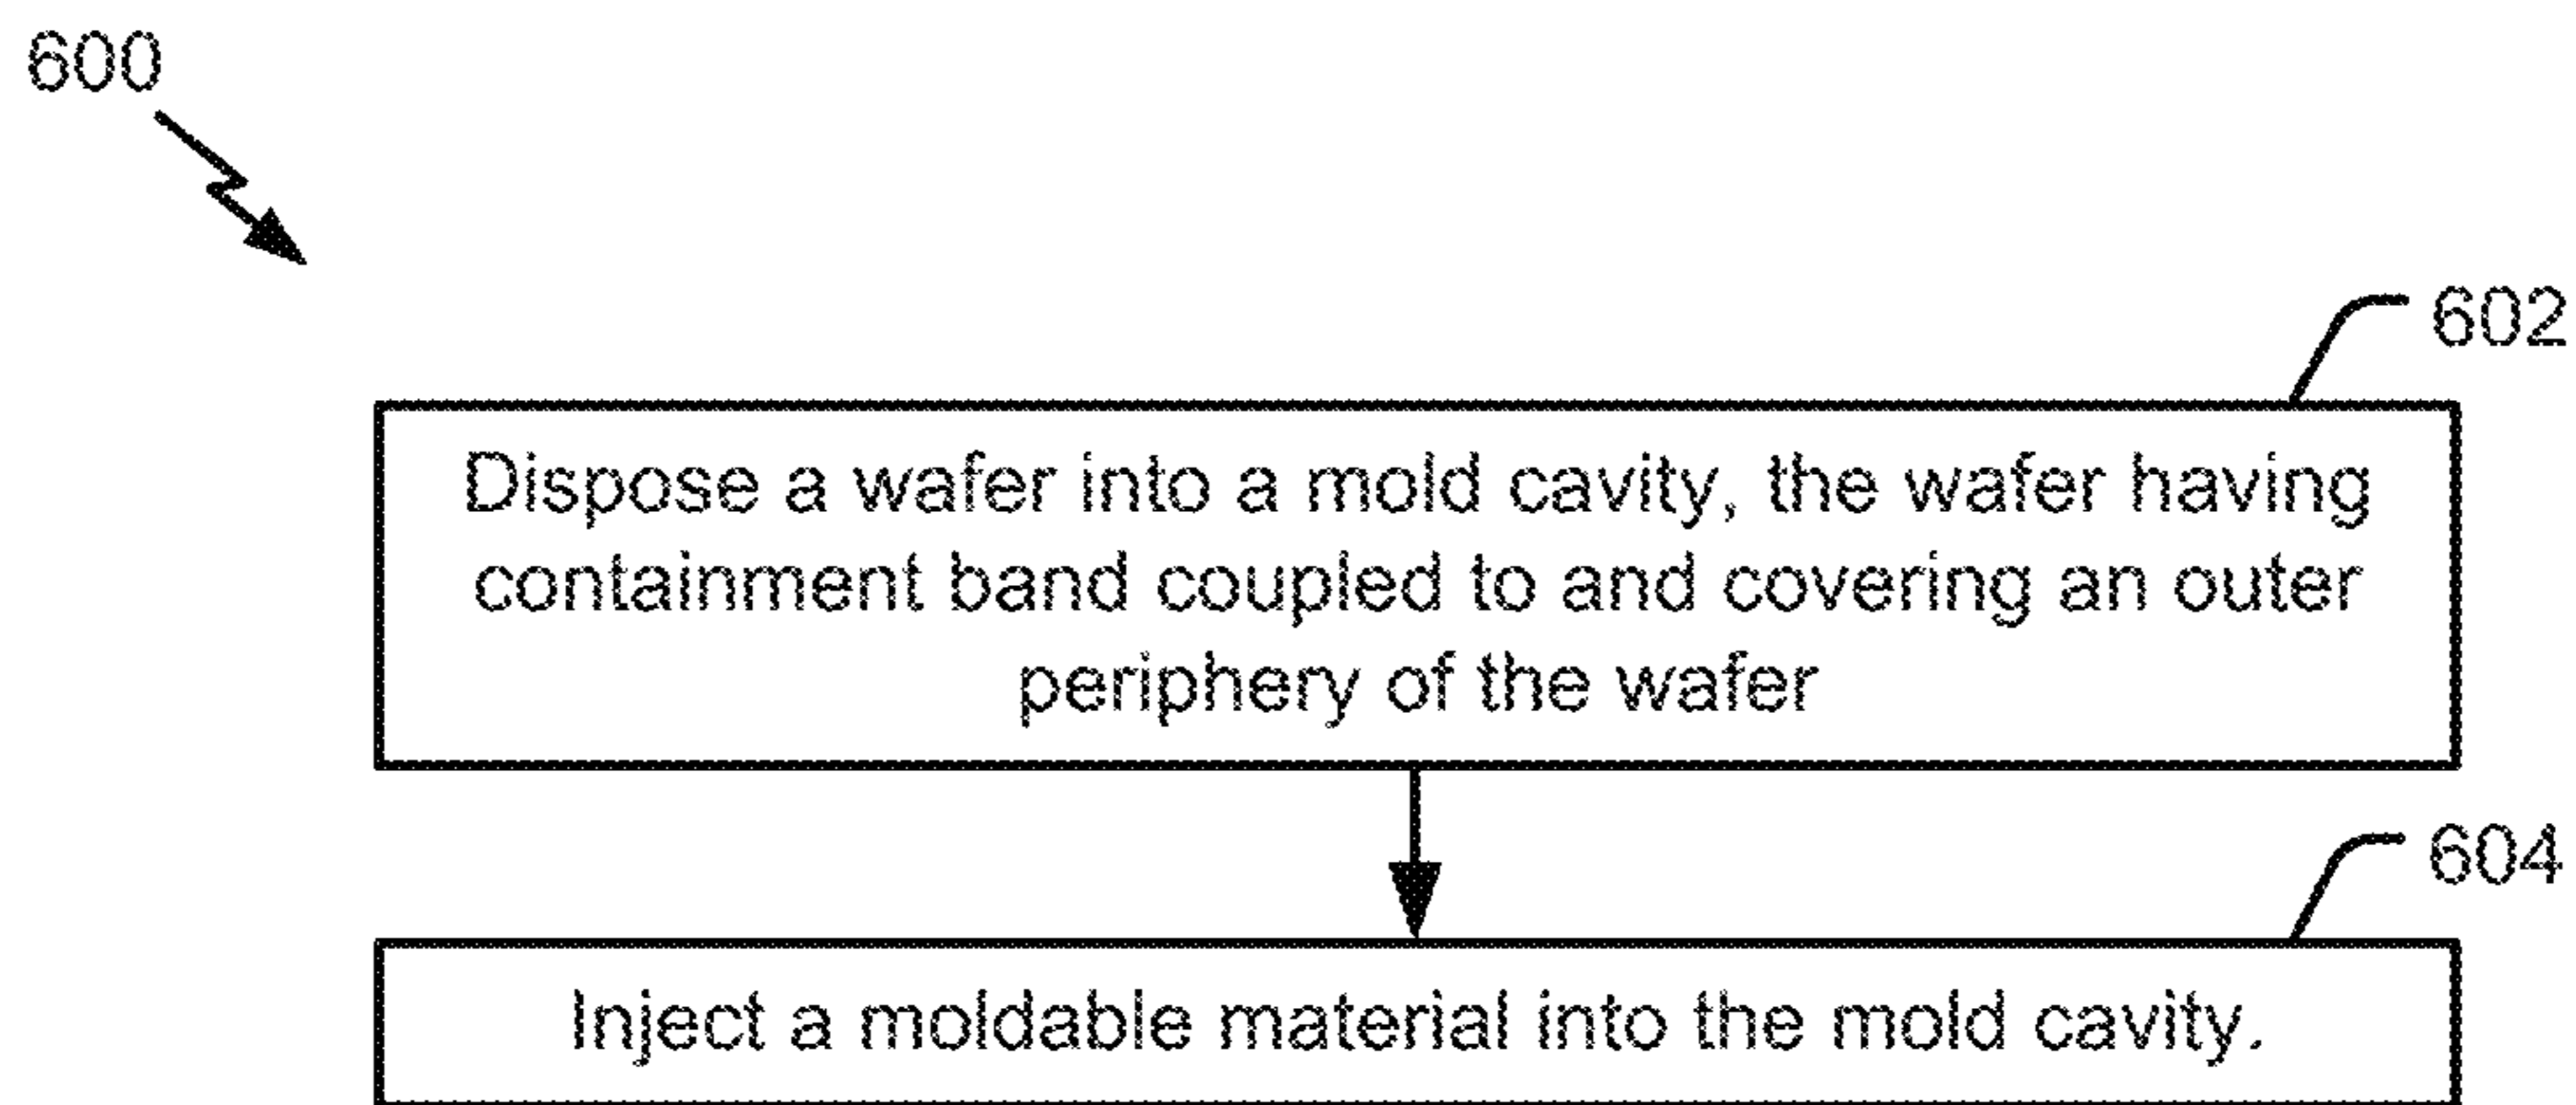 600
602
Dispose a wafer into a mold cavity, the wafer having
containment band coupled to and covering an outer
periphery of the wafer
604
Inject a moldable material into the mold cavity.